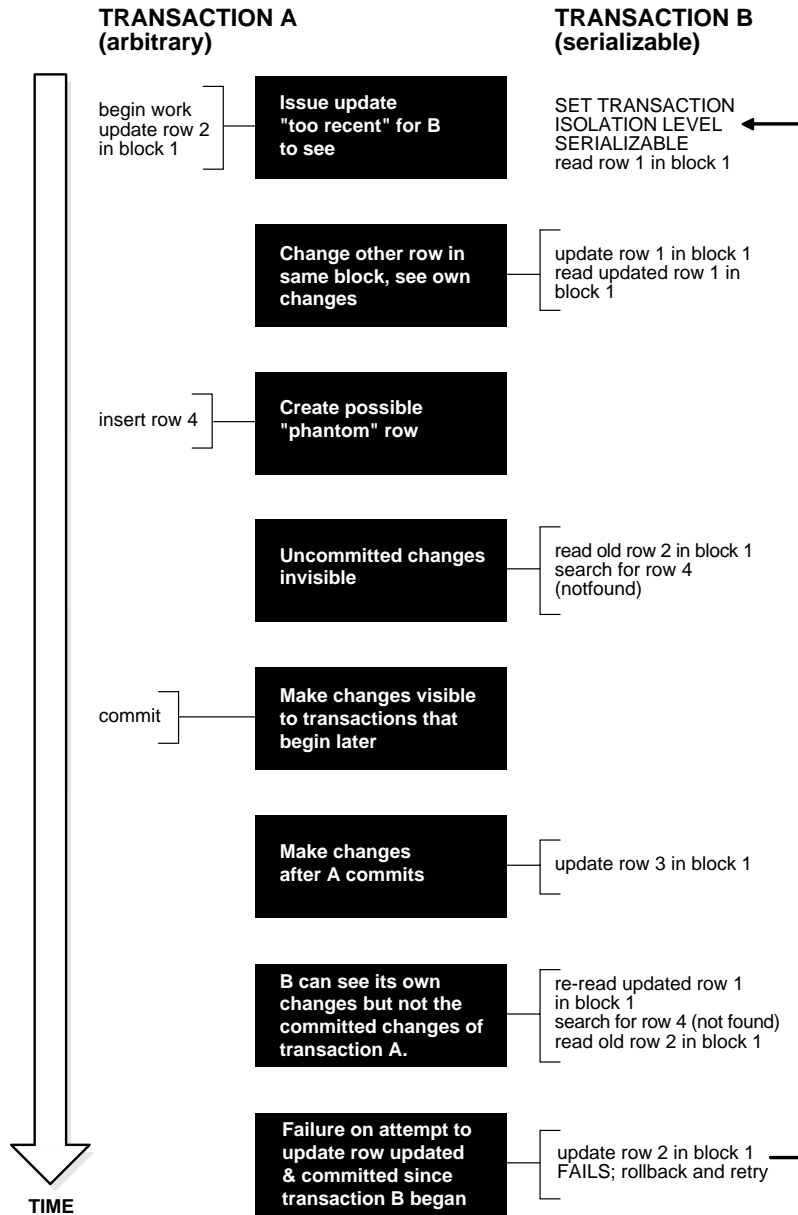 TRANSACTION A
(arbitrary)
TRANSACTION B
(serializable)
begin work
update row 2
in block 1
Issue update
"too recent" for B
to see
SET TRANSACTION
ISOLATION LEVEL
SERIALIZABLE
read row 1 in block 1
Change other row in
same block, see own
changes
update row 1 in block 1
read updated row 1 in
block 1
insert row 4
Create possible
"phantom" row
Uncommitted changes
invisible
read old row 2 in block 1
search for row 4
(notfound)
commit
Make changes visible
to transactions that
begin later
Make changes
after A commits
update row 3 in block 1
B can see its own
changes but not the
committed changes of
transaction A.
re-read updated row 1
in block 1
search for row 4 (not found)
read old row 2 in block 1
Failure on attempt to
update row updated
& committed since
transaction B began
update row 2 in block 1
FAILS; rollback and retry
TIME